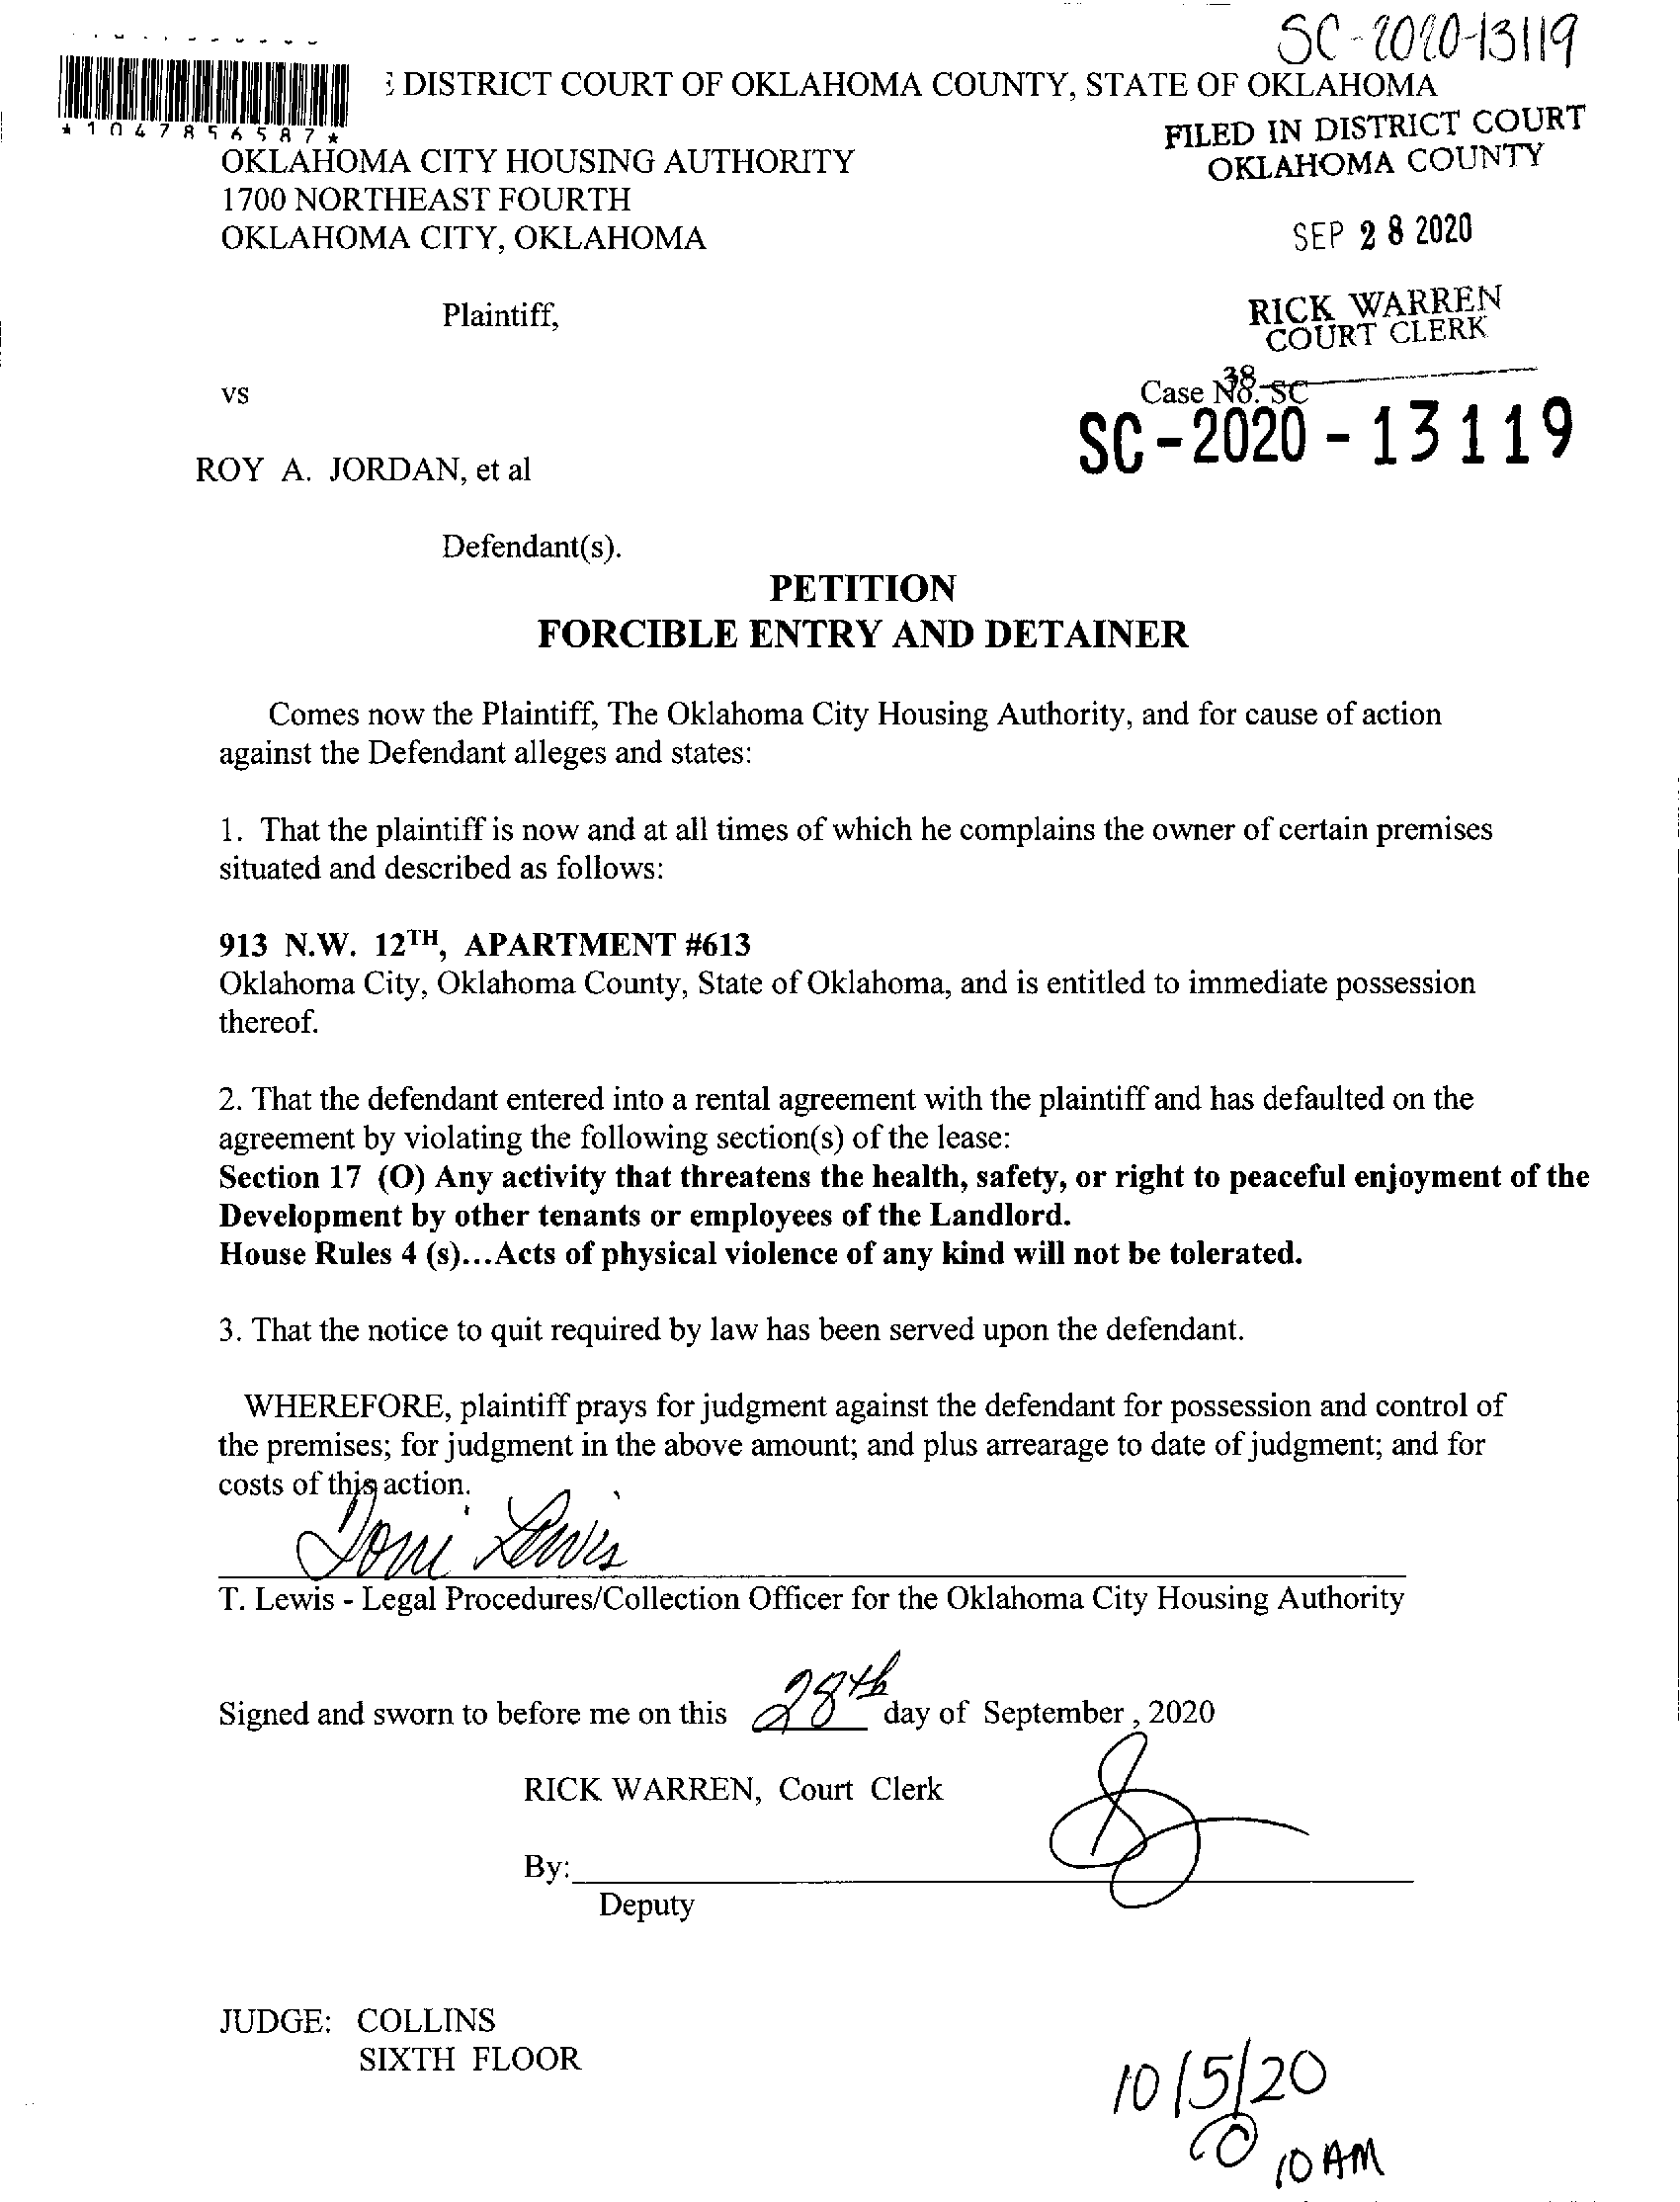 SC-2020-13119
DISTRICT COURT OF OKLAHOMA COUNTY, STATE OF OKLAHOMA
*1047856587*
FILED IN DISTRICT COURT
OKLAHOMA COUNTY
OKLAHOMA CITY HOUSING AUTHORITY
1700 NORTHEAST FOURTH
OKLAHOMA CITY, OKLAHOMA
SEP 28 2020
Plaintiff,
RICK WARREN
COURT CLERK
38
vs
Case No. SC
SC-2020-13119
ROY A. JORDAN, et al
Defendant(s).
PETITION
FORCIBLE ENTRY AND DETAINER
Comes now the Plaintiff, The Oklahoma City Housing Authority, and for cause of action
against the Defendant alleges and states:
1. That the plaintiff is now and at all times of which he complains the owner of certain premises
situated and described as follows:
913 N.W. 12TH, APARTMENT #613
Oklahoma City, Oklahoma County, State of Oklahoma, and is entitled to immediate possession
thereof.
2. That the defendant entered into a rental agreement with the plaintiff and has defaulted on the
agreement by violating the following section(s) of the lease:
Section 17 (O) Any activity that threatens the health, safety, or right to peaceful enjoyment of the
Development by other tenants or employees of the Landlord.
House Rules 4 (s)...Acts of physical violence of any kind will not be tolerated.
3. That the notice to quit required by law has been served upon the defendant.
WHEREFORE, plaintiff prays for judgment against the defendant for possession and control of
the premises; for judgment in the above amount; and plus arrearage to date of judgment; and for
costs of this action.
Toni Lewis
T. Lewis - Legal Procedures/Collection Officer for the Oklahoma City Housing Authority
Signed and sworn to before me on this 28th day of September, 2020
RICK WARREN, Court Clerk
By:
Deputy
JUDGE: COLLINS
SIXTH FLOOR
10/5/20
@ 10 AM